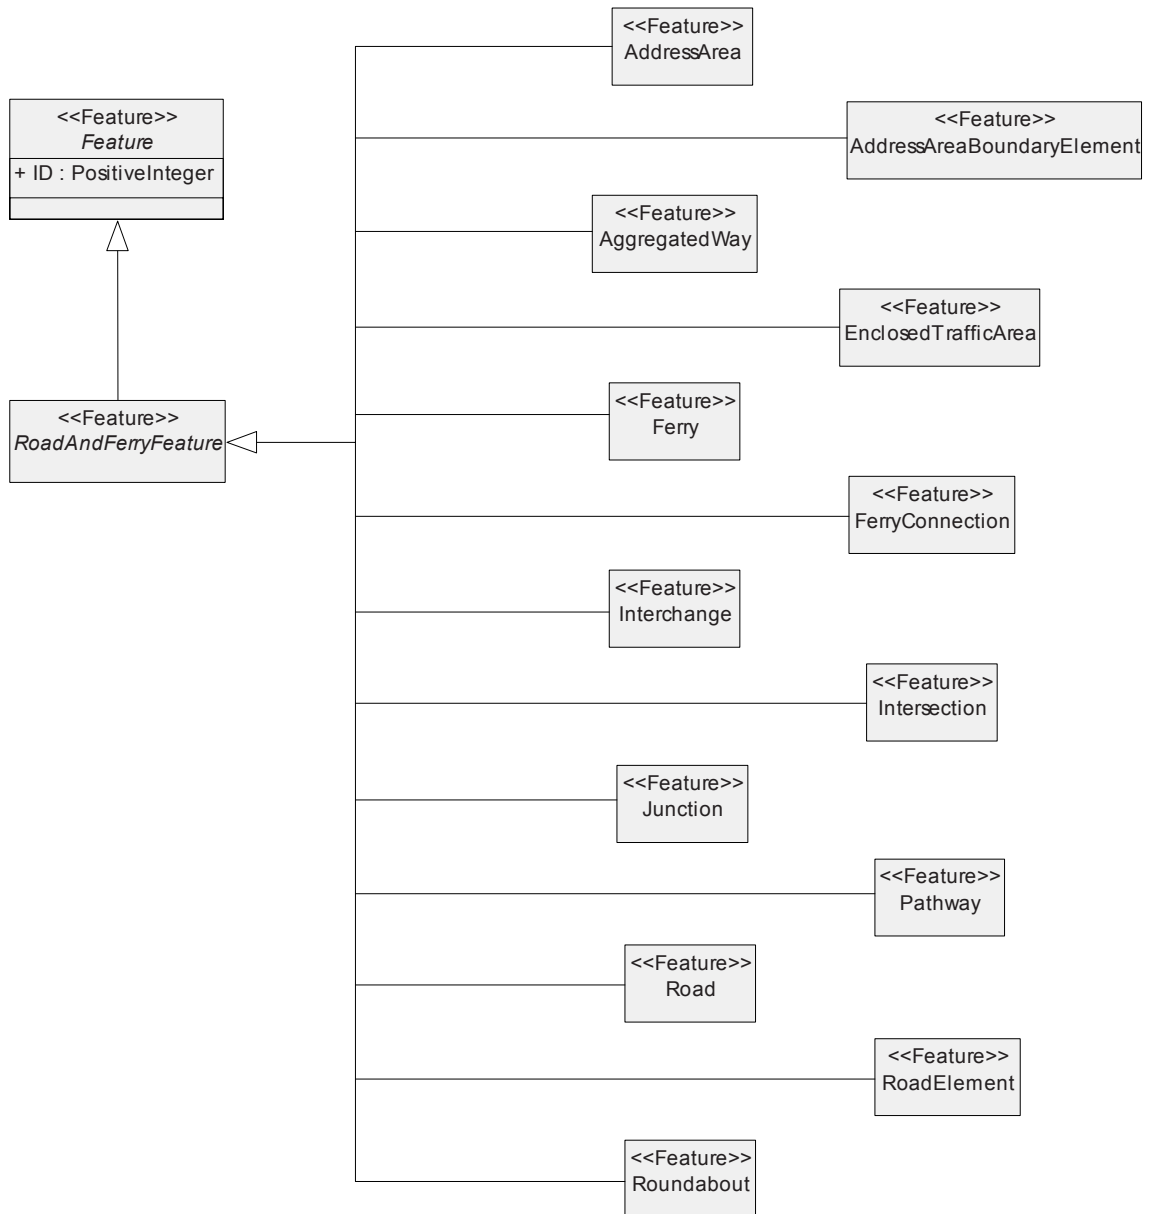 <<Feature>>
AddressArea
<<Feature>>
Feature
+ ID : PositiveInteger
<<Feature>>
AddressAreaBoundaryElement
<<Feature>>
AggregatedWay
<<Feature>>
EnclosedTrafficArea
<<Feature>>
Ferry
<<Feature>>
RoadAndFerryFeature
<<Feature>>
FerryConnection
<<Feature>>
Interchange
<<Feature>>
Intersection
<<Feature>>
Junction
<<Feature>>
Pathway
<<Feature>>
Road
<<Feature>>
RoadElement
<<Feature>>
Roundabout